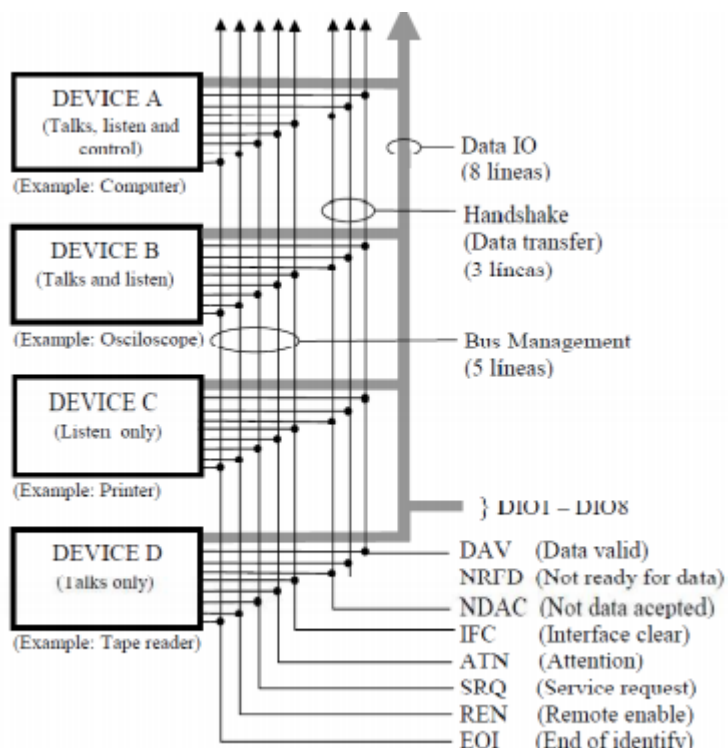 DEVICE A
(Talks, listen and
control)
(Example: Computer)
Data IO
(8 líneas)
Handshake
(Data transfer)
(3 líneas)
DEVICE B
(Talks and listen)
(Example: Osciloscope)
Bus Management
(5 líneas)
DEVICE C
(Listen only)
(Example: Printer)
} DIO1 – DIO8
DEVICE D
(Talks only)
(Example: Tape reader)
DAV (Data valid)
NRFD (Not ready for data)
NDAC (Not data acepted)
IFC (Interface clear)
ATN (Attention)
SRQ (Service request)
REN (Remote enable)
EOI (End of identify)